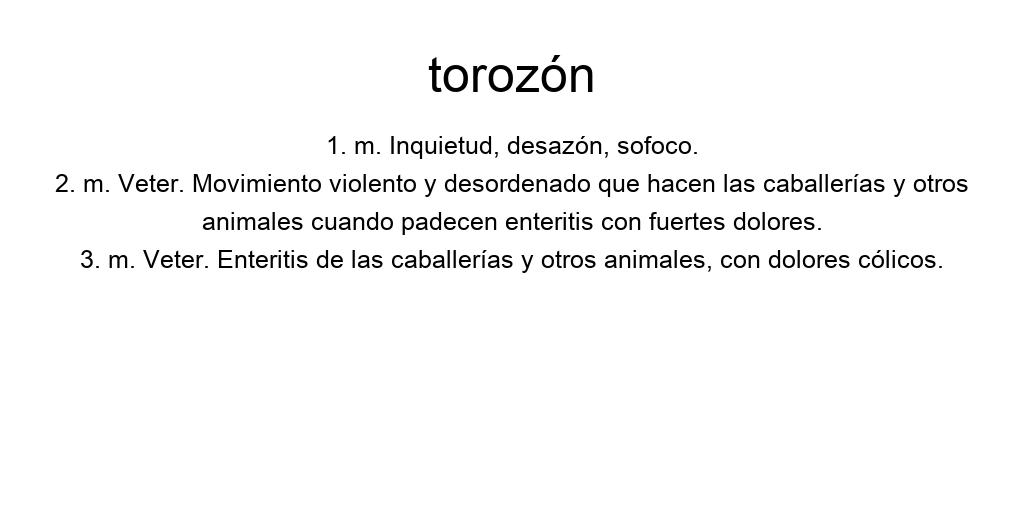 torozón
1. m. Inquietud, desazón, sofoco.
2. m. Veter. Movimiento violento y desordenado que hacen las caballerías y otros
animales cuando padecen enteritis con fuertes dolores.
3. m. Veter. Enteritis de las caballerías y otros animales, con dolores cólicos.